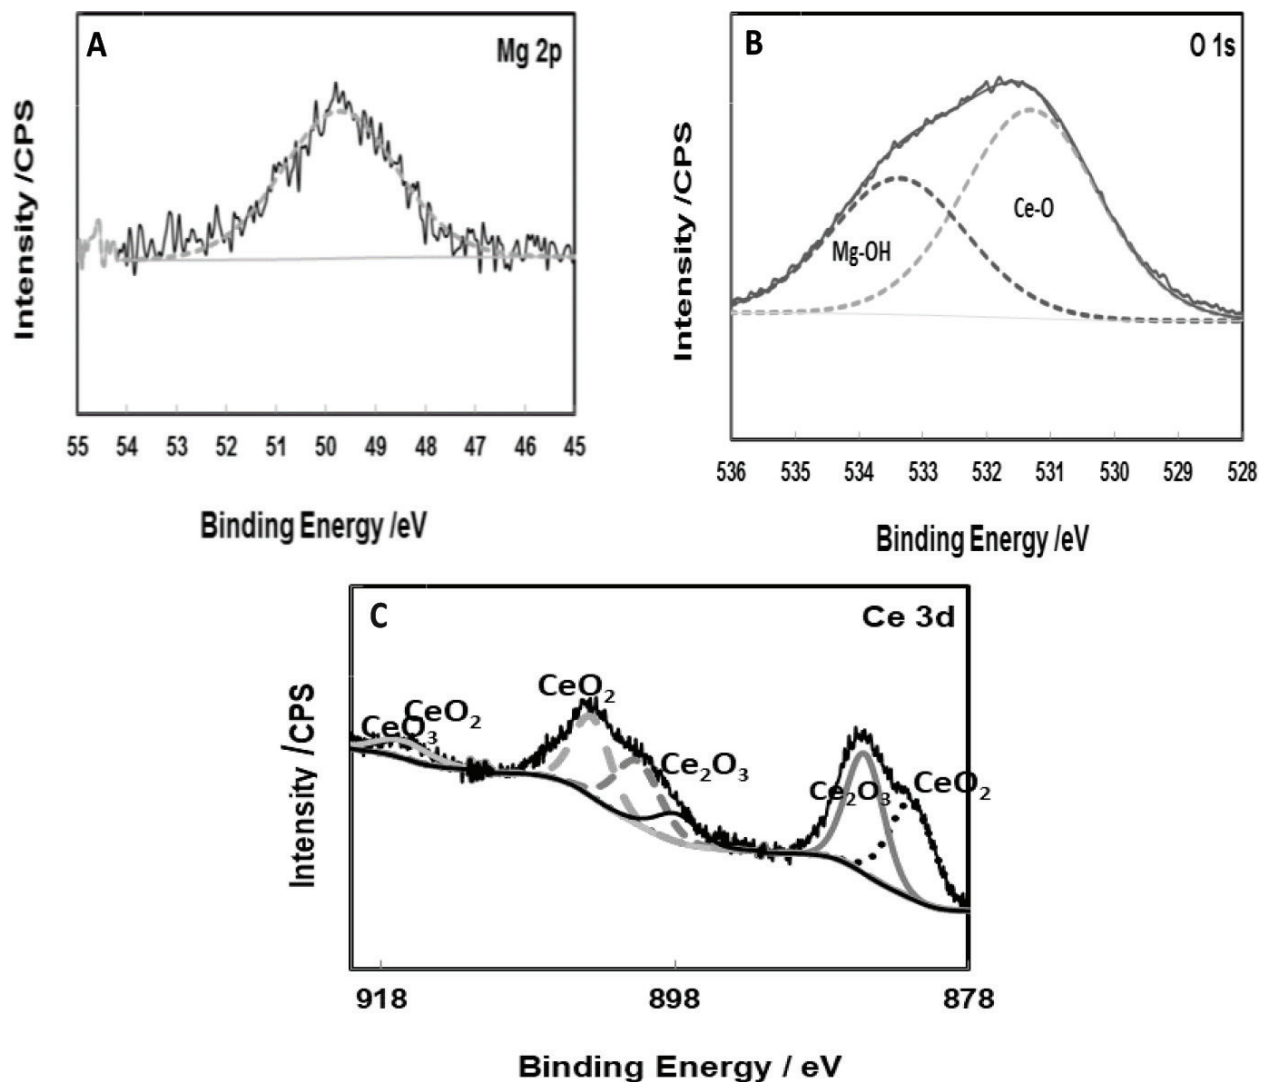 A
Mg 2p
Intensity /CPS
55 54 53 52 51 50 49 48 47 46 45
Binding Energy /eV
B
O 1s
Intensity /CPS
Mg-OH
Ce-O
536 535 534 533 532 531 530 529 528
Binding Energy /eV
C
Ce 3d
Intensity /CPS
CeO₃
CeO₂
CeO₂
Ce₂O₃
Ce₂O₃
CeO₂
918 898 878
Binding Energy / eV